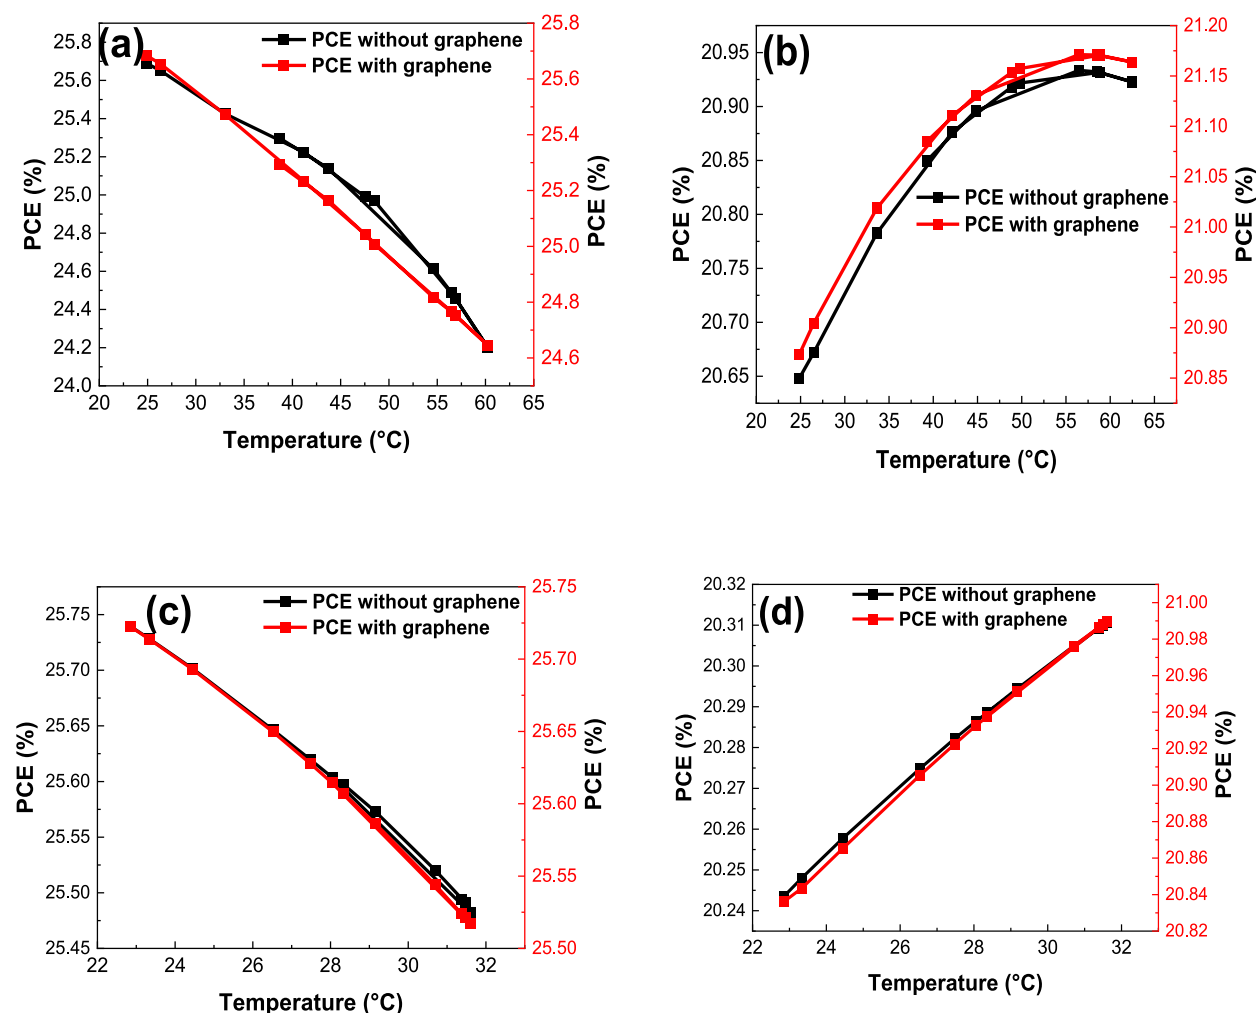 (a)
PCE without graphene
PCE with graphene
25.8
25.6
25.4
25.2
25.0
24.8
24.6
24.4
24.2
24.0
25.8
25.6
25.4
25.2
25.0
24.8
24.6
20 25 30 35 40 45 50 55 60 65
PCE (%)
PCE (%)
Temperature (°C)
(b)
PCE without graphene
PCE with graphene
20.95
20.90
20.85
20.80
20.75
20.70
20.65
21.20
21.15
21.10
21.05
21.00
20.95
20.90
20.85
20 25 30 35 40 45 50 55 60 65
PCE (%)
PCE (%)
Temperature (°C)
(c)
PCE without graphene
PCE with graphene
25.75
25.70
25.65
25.60
25.55
25.50
25.45
25.75
25.70
25.65
25.60
25.55
25.50
22 24 26 28 30 32
PCE (%)
PCE (%)
Temperature (°C)
(d)
PCE without graphene
PCE with graphene
20.32
20.31
20.30
20.29
20.28
20.27
20.26
20.25
20.24
21.00
20.98
20.96
20.94
20.92
20.90
20.88
20.86
20.84
20.82
22 24 26 28 30 32
PCE (%)
PCE (%)
Temperature (°C)